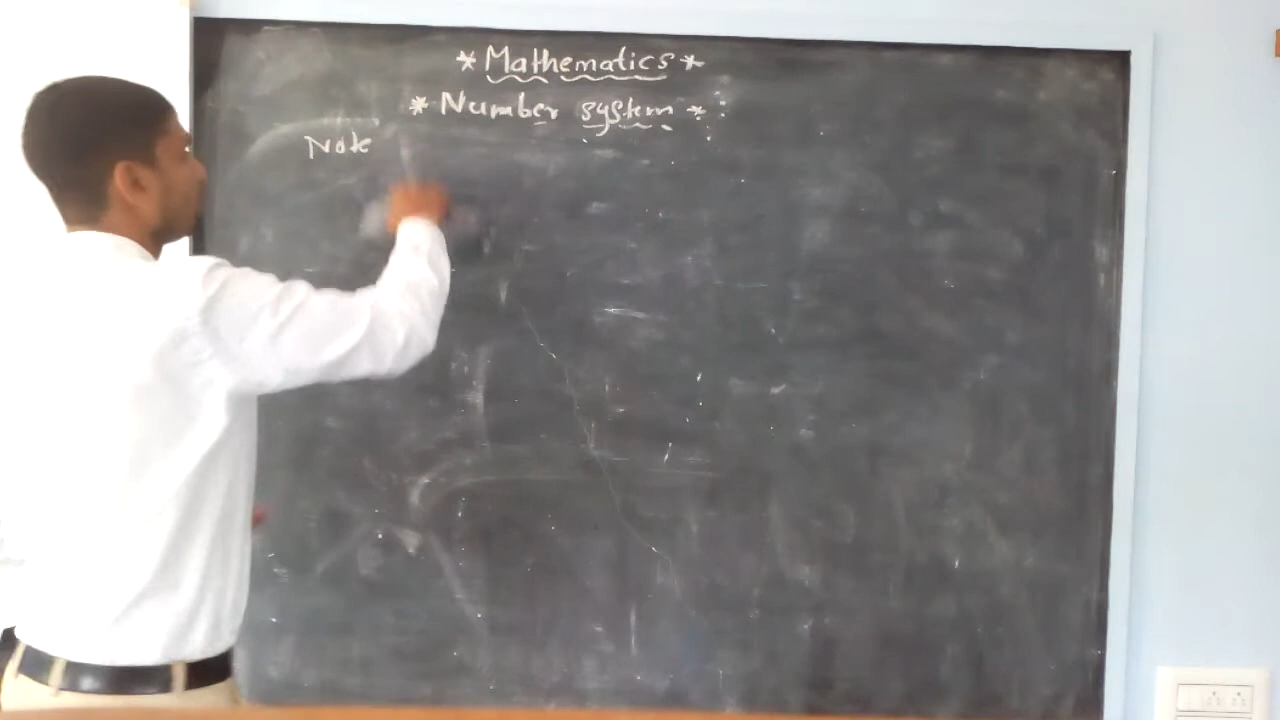 * Mathematics *
* Number system * :
Note